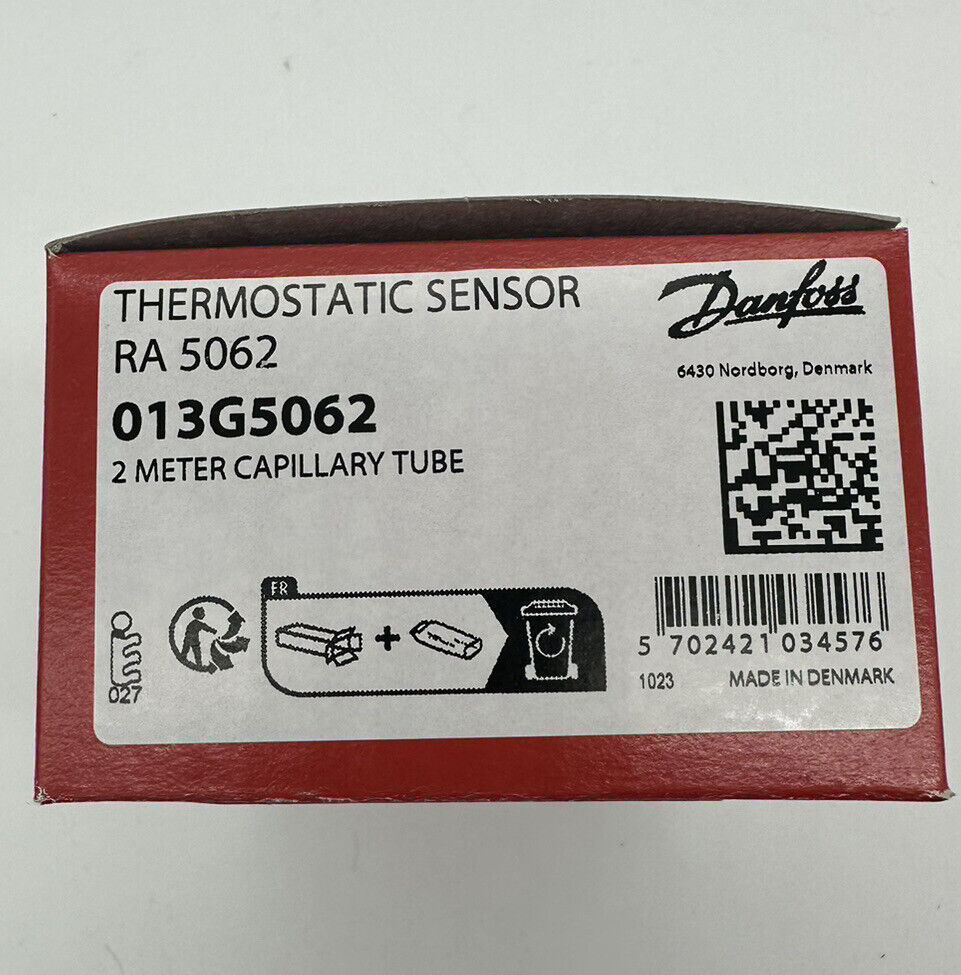 THERMOSTATIC SENSOR
RA 5062
013G5062
2 METER CAPILLARY TUBE
Danfoss
6430 Nordborg, Denmark
FR
027
5 702421 034576
1023 MADE IN DENMARK